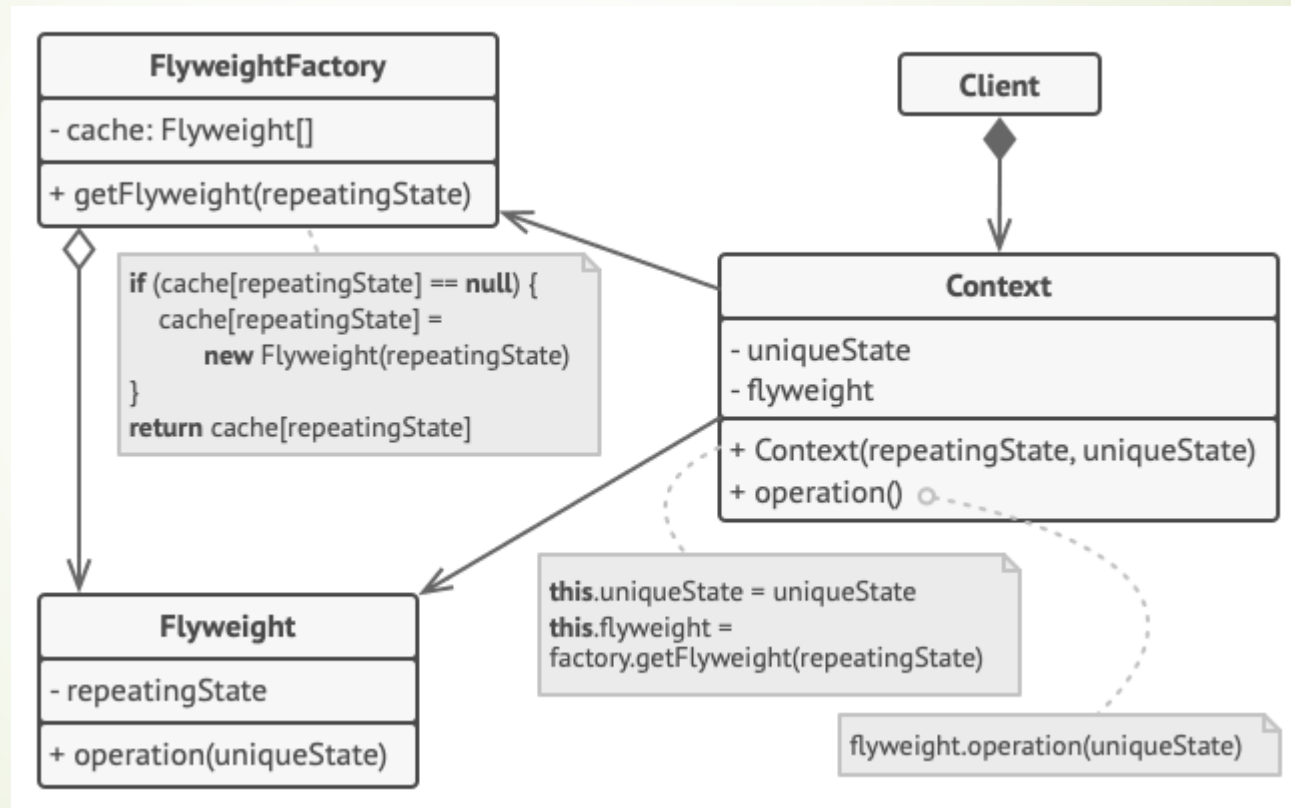 FlyweightFactory
- cache: Flyweight[]
+ getFlyweight(repeatingState)
if (cache[repeatingState] == null) {
cache[repeatingState] =
new Flyweight(repeatingState)
}
return cache[repeatingState]
Client
Context
- uniqueState
- flyweight
+ Context(repeatingState, uniqueState)
+ operation()
this.uniqueState = uniqueState
this.flyweight =
factory.getFlyweight(repeatingState)
flyweight.operation(uniqueState)
Flyweight
- repeatingState
+ operation(uniqueState)